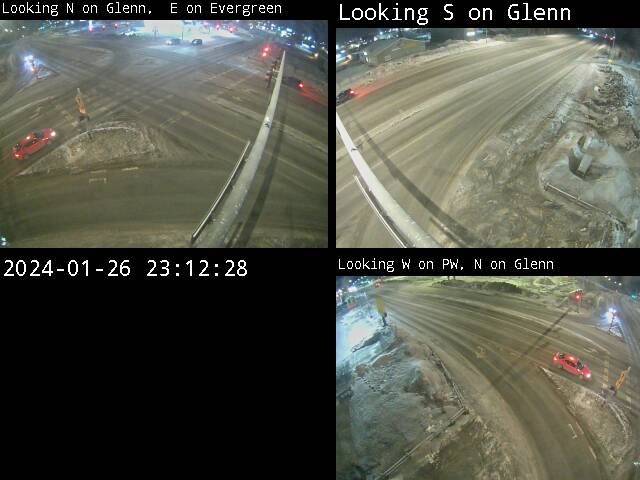 Looking N on Glenn,  E on Evergreen
Looking S on Glenn
2024-01-26 23:12:28
Looking W on PW, N on Glenn